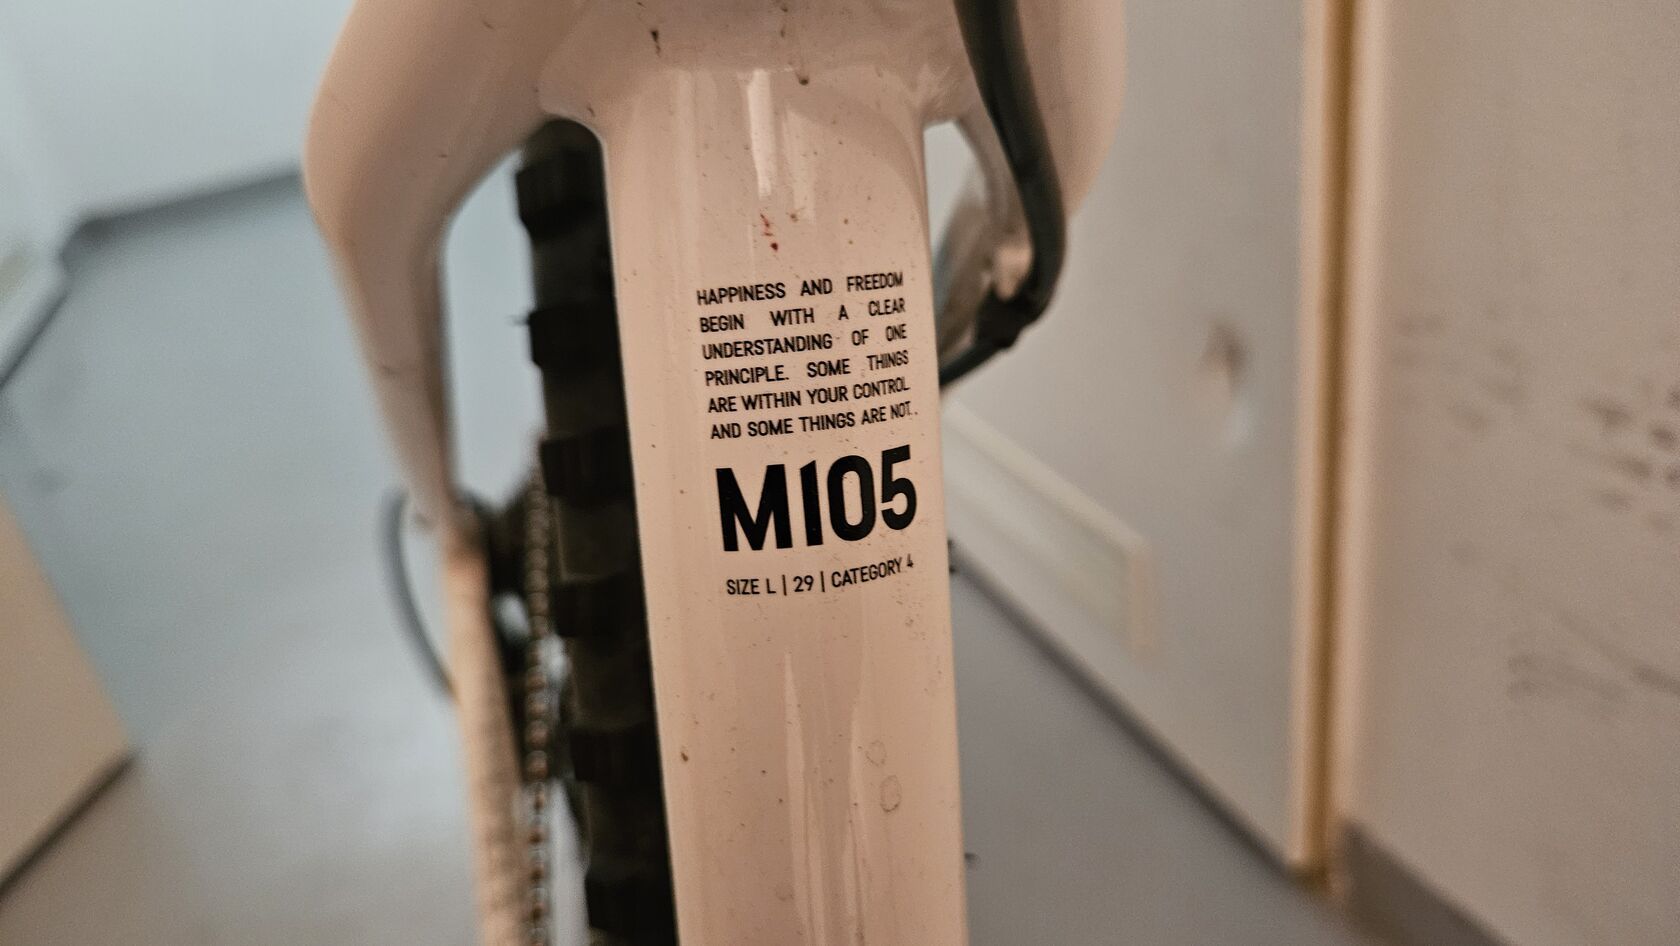 HAPPINESS AND FREEDOM
BEGIN WITH A CLEAR
UNDERSTANDING OF ONE
PRINCIPLE. SOME THINGS
ARE WITHIN YOUR CONTROL
AND SOME THINGS ARE NOT.
M105
SIZE L | 29 | CATEGORY 4